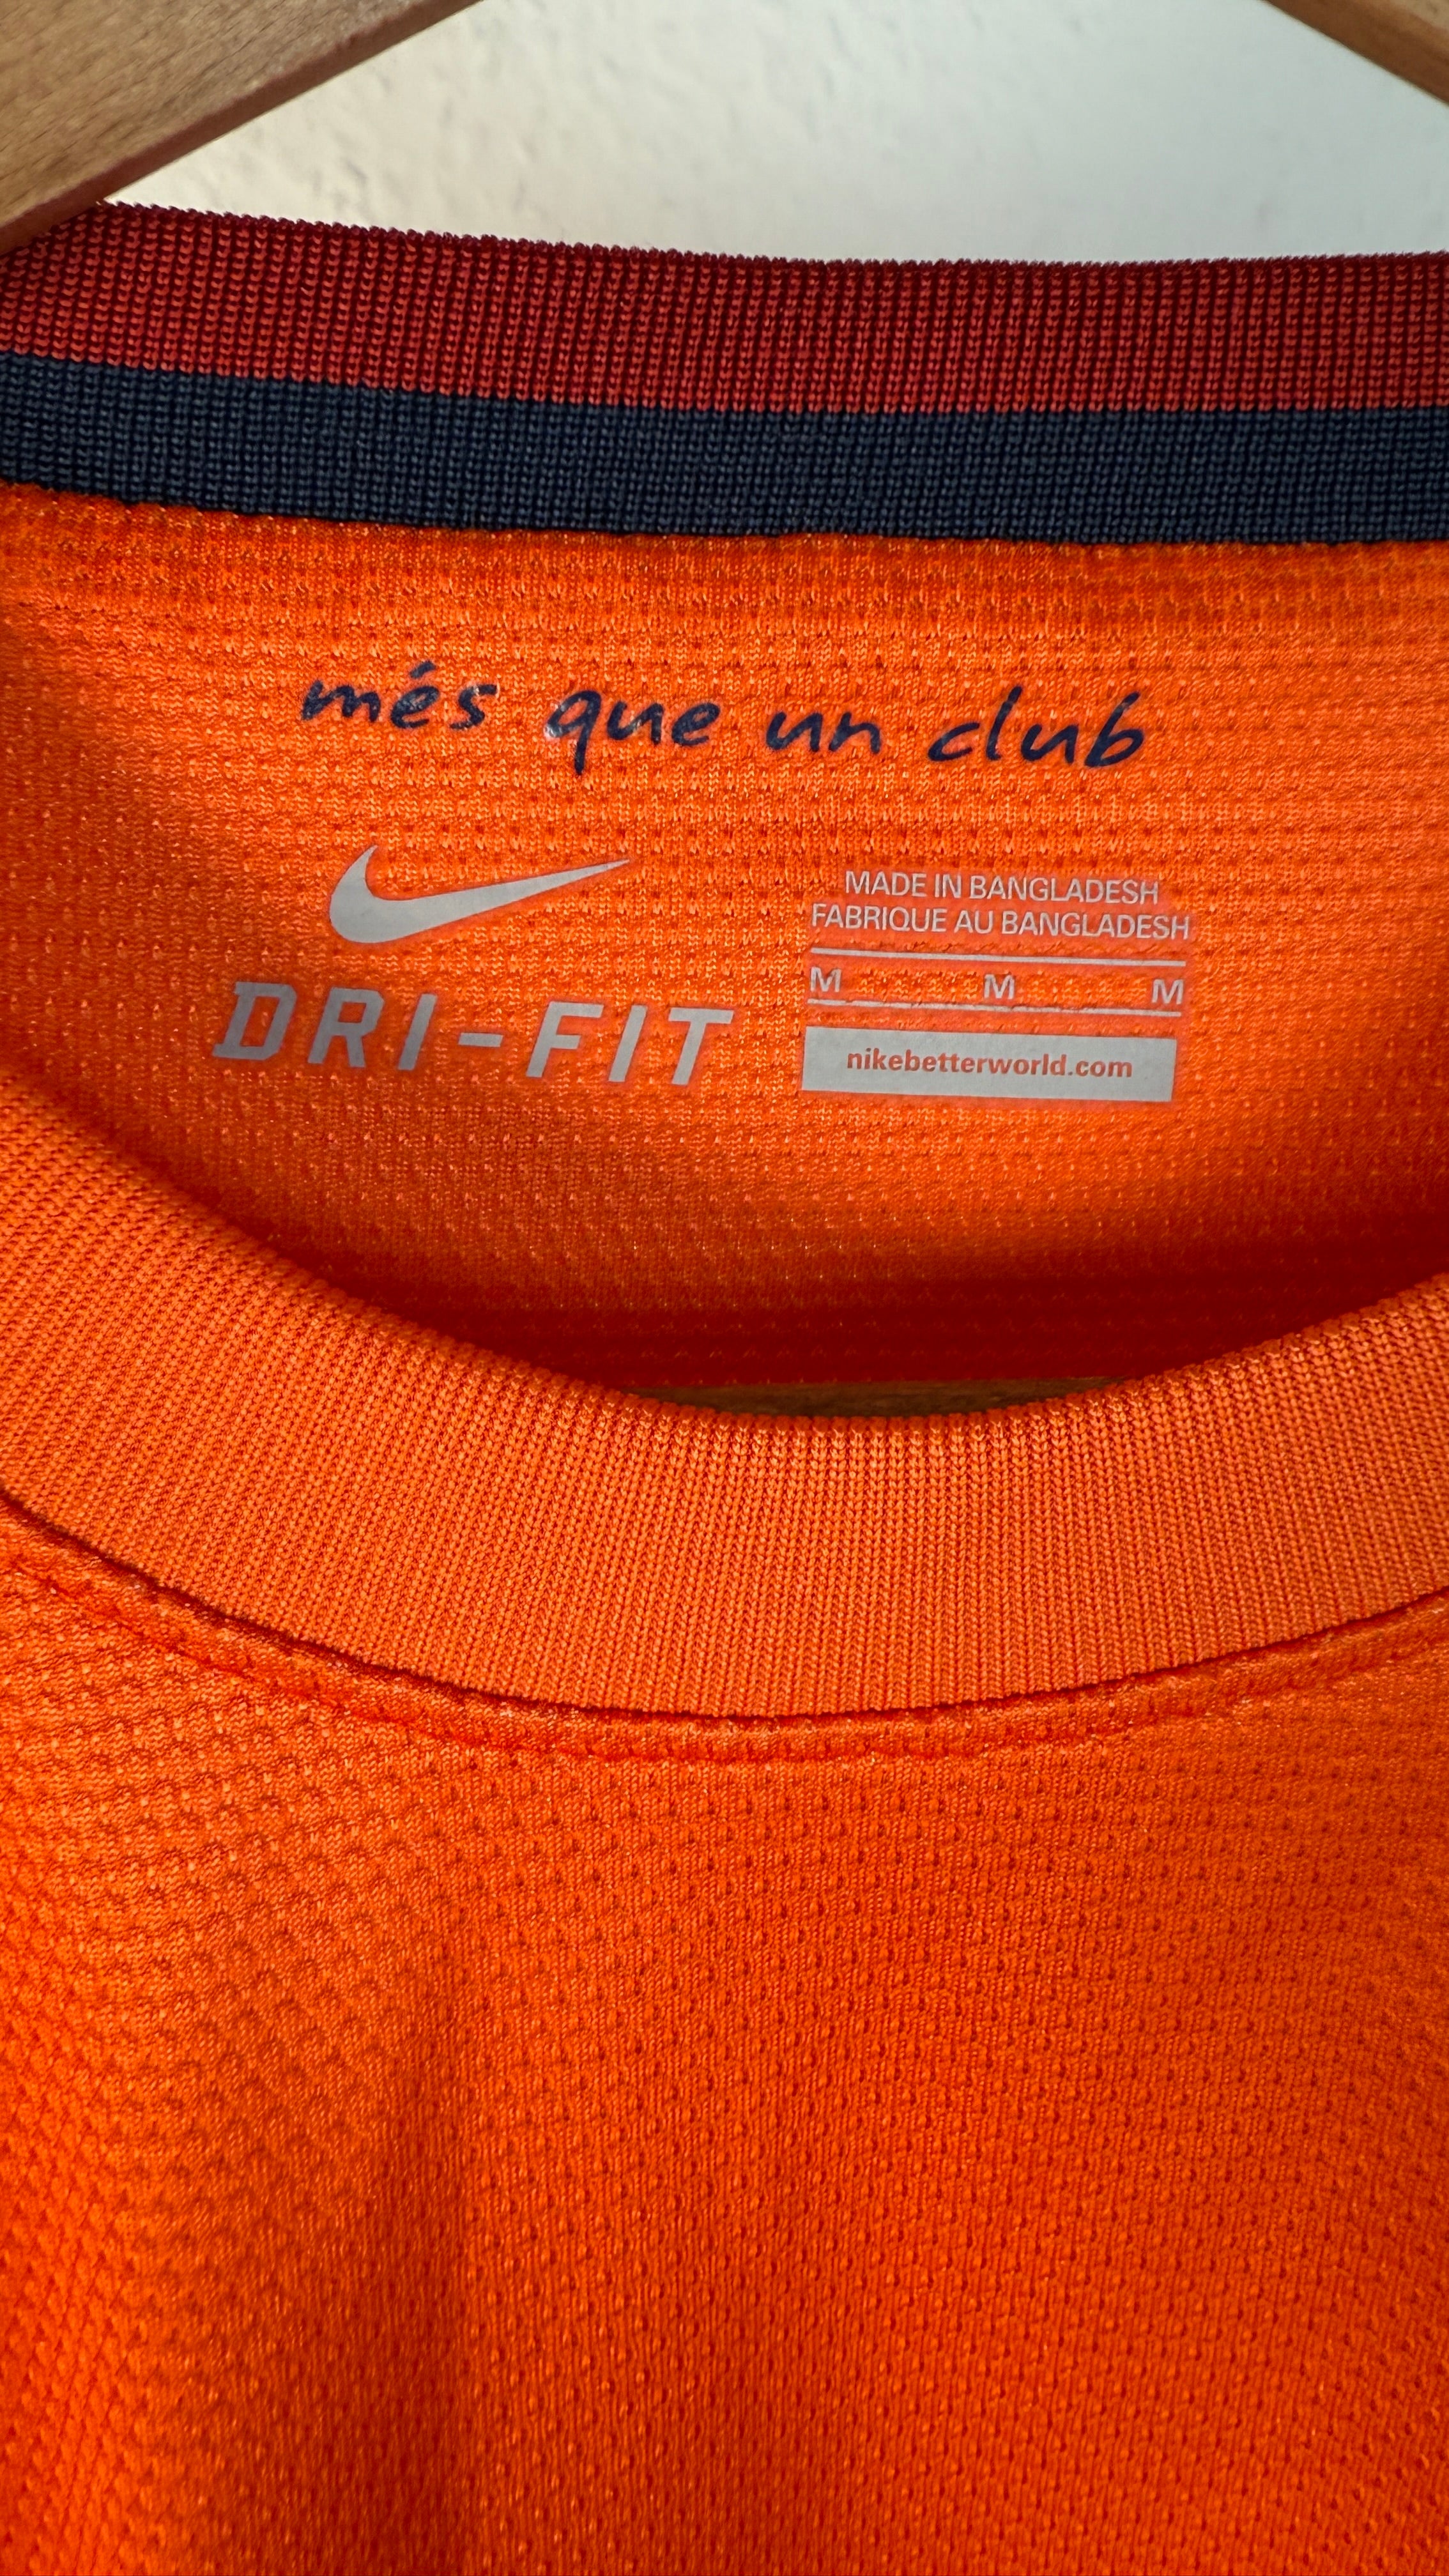 més que un club
DRI-FIT
MADE IN BANGLADESH
FABRIQUE AU BANGLADESH
M M M
nikebetterworld.com